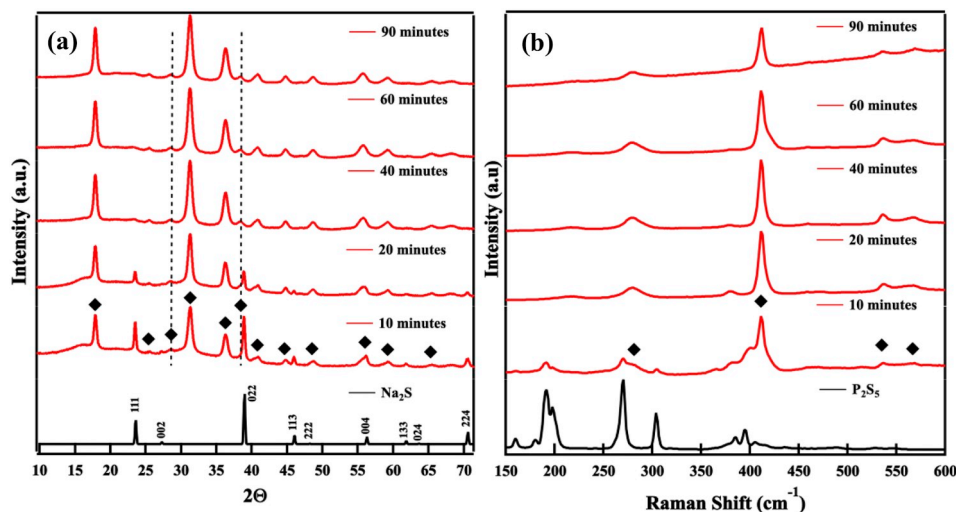 (a)
90 minutes
60 minutes
40 minutes
20 minutes
10 minutes
Na₂S
111
002
022
113
222
004
133
024
224
Intensity (a.u.)
10 15 20 25 30 35 40 45 50 55 60 65 70
2Θ
(b)
90 minutes
60 minutes
40 minutes
20 minutes
10 minutes
P₂S₅
Intensity (a.u)
150 200 250 300 350 400 450 500 550 600
Raman Shift (cm⁻¹)